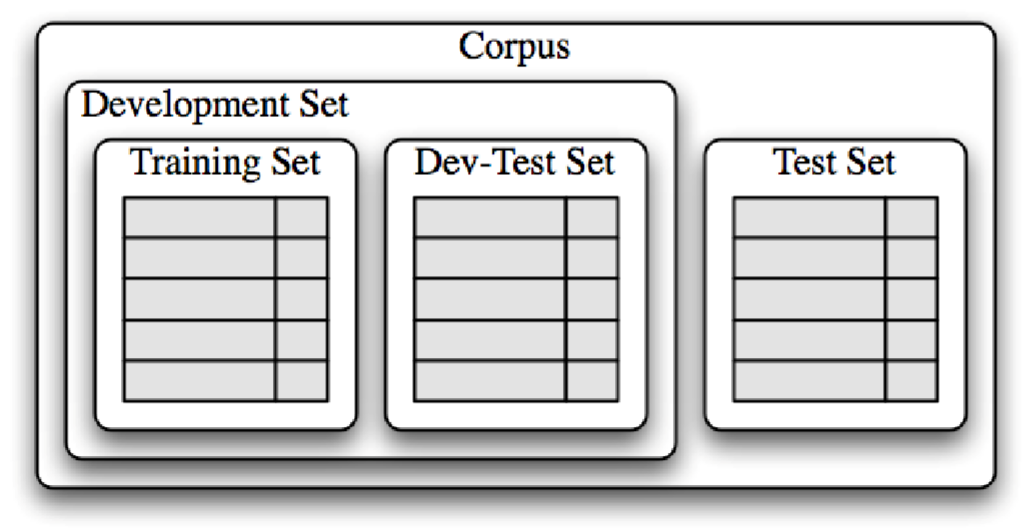 Corpus
Development Set
Training Set
Dev-Test Set
Test Set